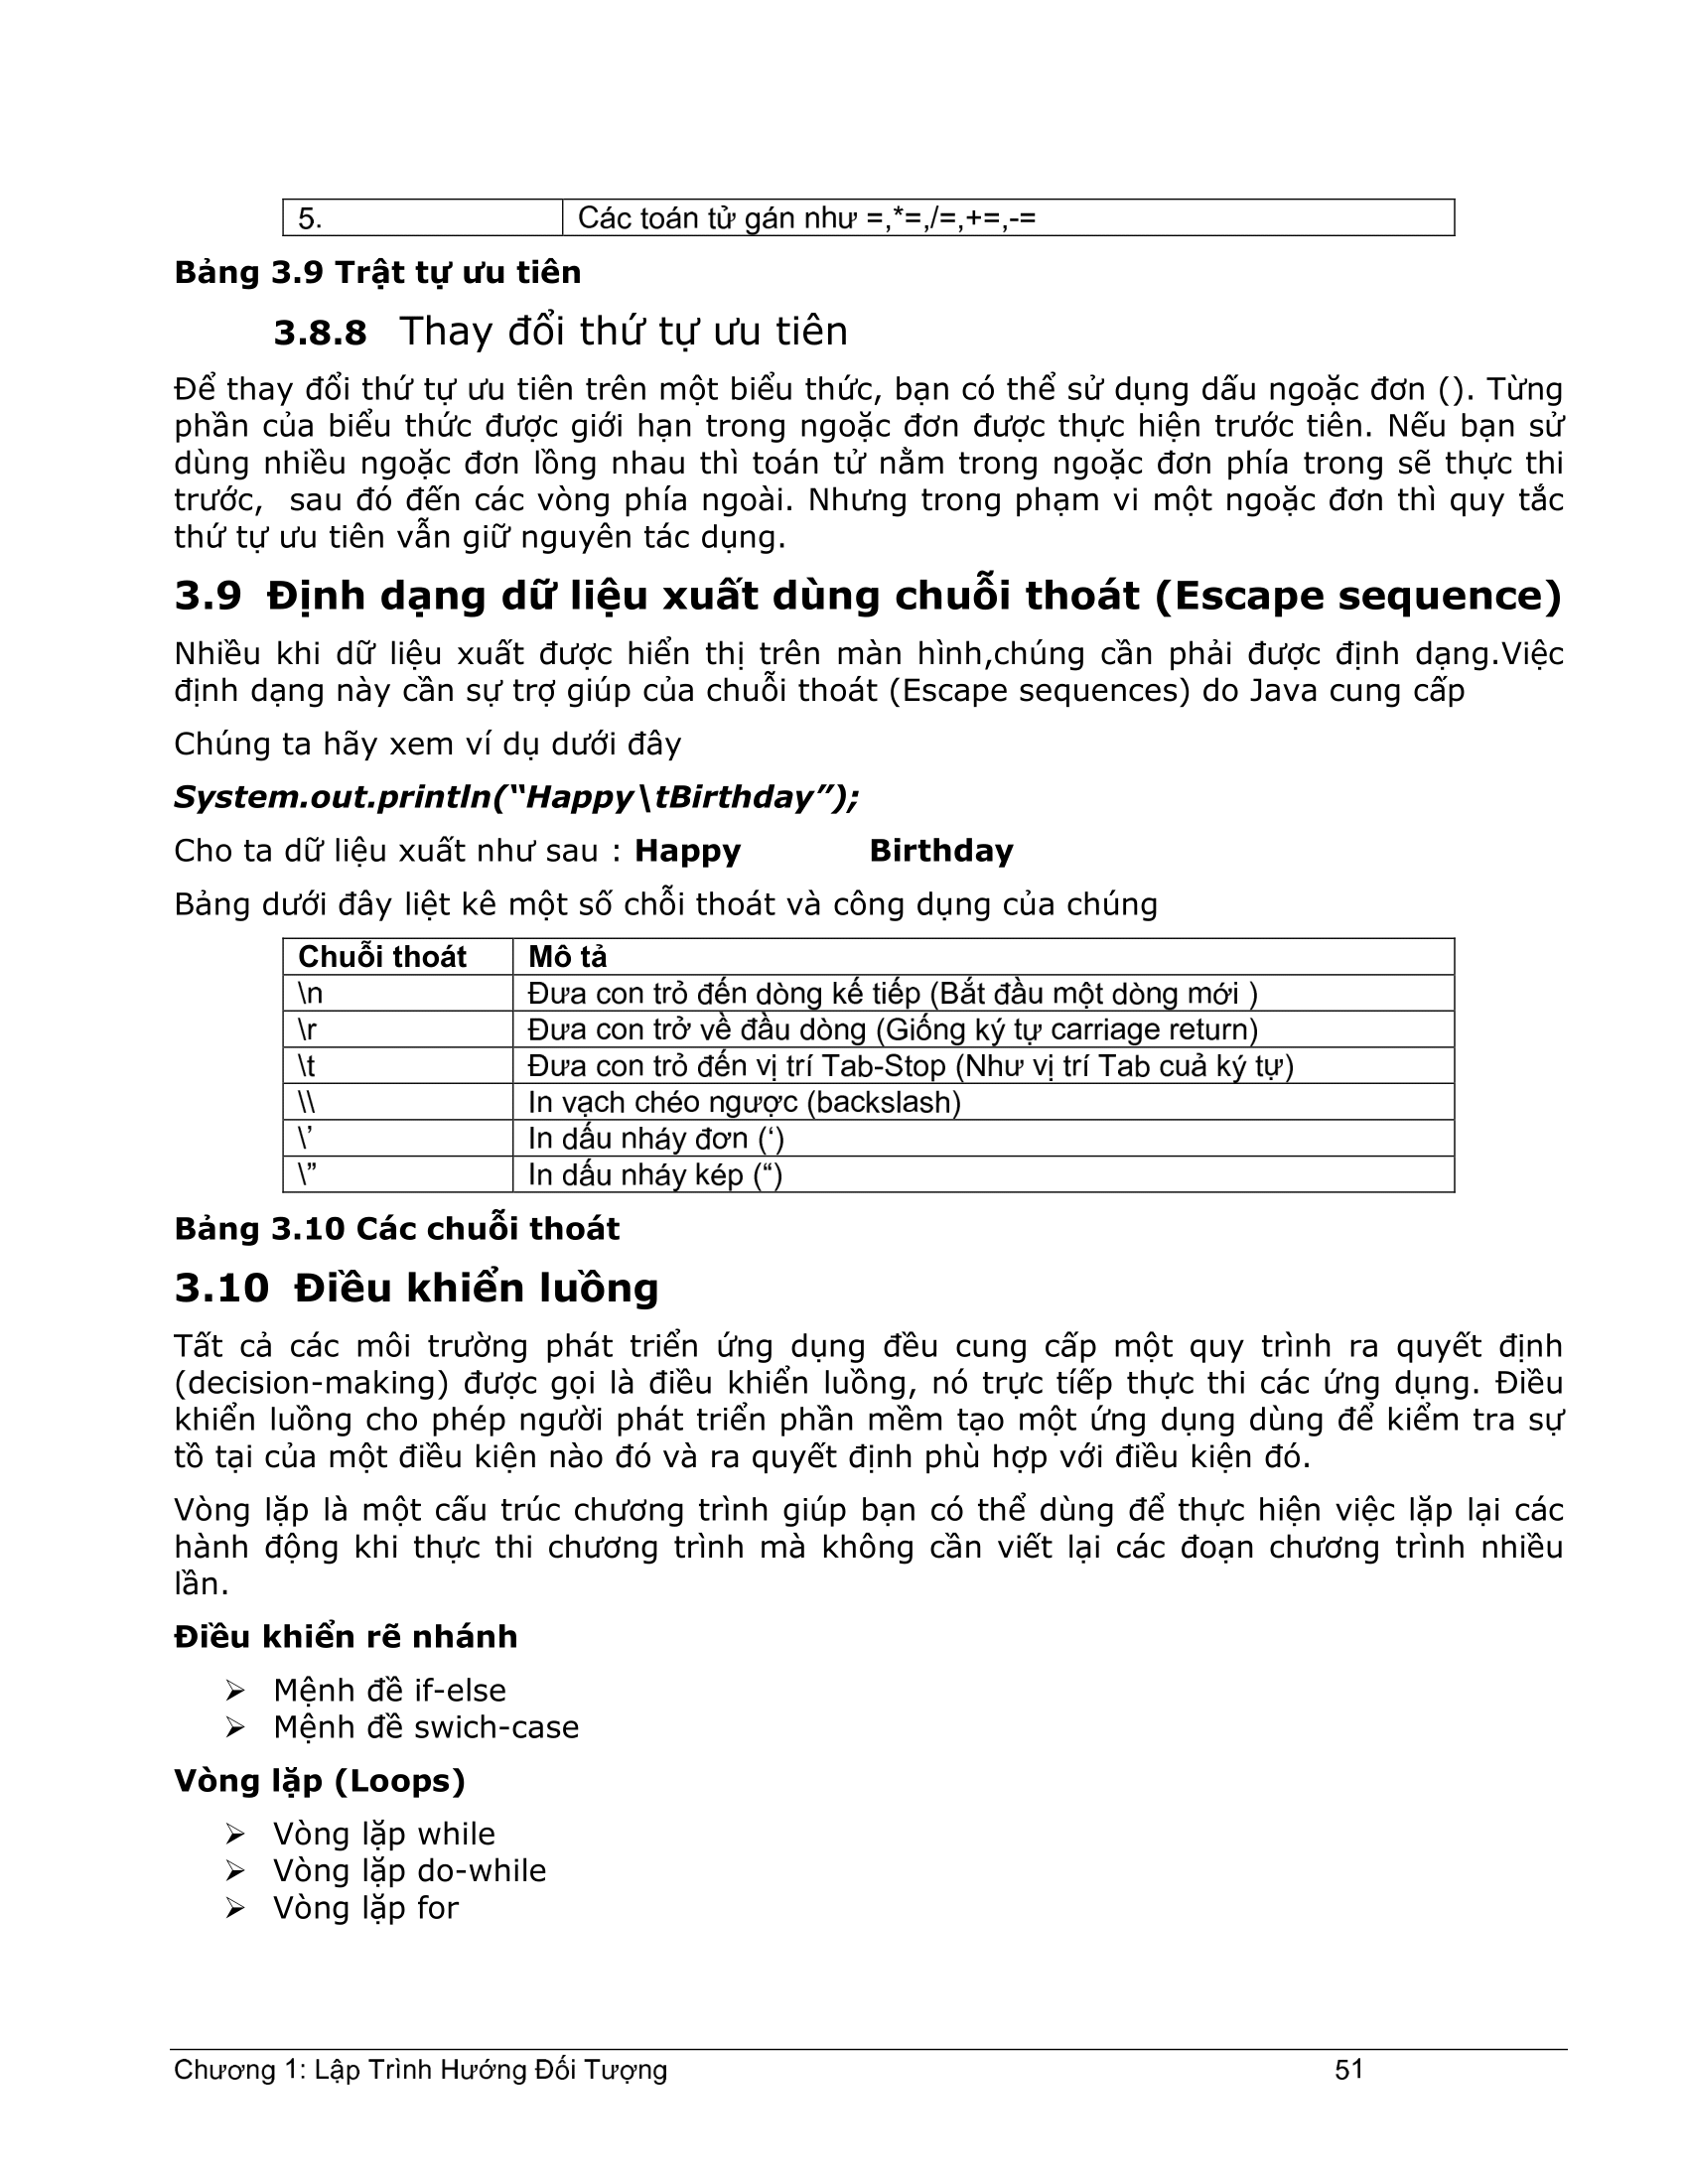 5. Các toán tử gán như =,*=,/=,+=,-=
Bảng 3.9 Trật tự ưu tiên
3.8.8 Thay đổi thứ tự ưu tiên
Để thay đổi thứ tự ưu tiên trên một biểu thức, bạn có thể sử dụng dấu ngoặc đơn (). Từng
phần của biểu thức được giới hạn trong ngoặc đơn được thực hiện trước tiên. Nếu bạn sử
dùng nhiều ngoặc đơn lồng nhau thì toán tử nằm trong ngoặc đơn phía trong sẽ thực thi
trước, sau đó đến các vòng phía ngoài. Nhưng trong phạm vi một ngoặc đơn thì quy tắc
thứ tự ưu tiên vẫn giữ nguyên tác dụng.
3.9 Định dạng dữ liệu xuất dùng chuỗi thoát (Escape sequence)
Nhiều khi dữ liệu xuất được hiển thị trên màn hình,chúng cần phải được định dạng.Việc
định dạng này cần sự trợ giúp của chuỗi thoát (Escape sequences) do Java cung cấp
Chúng ta hãy xem ví dụ dưới đây
System.out.println(“Happy\tBirthday”);
Cho ta dữ liệu xuất như sau : Happy Birthday
Bảng dưới đây liệt kê một số chỗi thoát và công dụng của chúng
Chuỗi thoát Mô tả
\n Đưa con trỏ đến dòng kế tiếp (Bắt đầu một dòng mới )
\r Đưa con trở về đầu dòng (Giống ký tự carriage return)
\t Đưa con trỏ đến vị trí Tab-Stop (Như vị trí Tab cuả ký tự)
\\ In vạch chéo ngược (backslash)
\’ In dấu nháy đơn (‘)
\” In dấu nháy kép (“)
Bảng 3.10 Các chuỗi thoát
3.10 Điều khiển luồng
Tất cả các môi trường phát triển ứng dụng đều cung cấp một quy trình ra quyết định
(decision-making) được gọi là điều khiển luồng, nó trực tíếp thực thi các ứng dụng. Điều
khiển luồng cho phép người phát triển phần mềm tạo một ứng dụng dùng để kiểm tra sự
tồ tại của một điều kiện nào đó và ra quyết định phù hợp với điều kiện đó.
Vòng lặp là một cấu trúc chương trình giúp bạn có thể dùng để thực hiện việc lặp lại các
hành động khi thực thi chương trình mà không cần viết lại các đoạn chương trình nhiều
lần.
Điều khiển rẽ nhánh
➢ Mệnh đề if-else
➢ Mệnh đề swich-case
Vòng lặp (Loops)
➢ Vòng lặp while
➢ Vòng lặp do-while
➢ Vòng lặp for
Chương 1: Lập Trình Hướng Đối Tượng 51